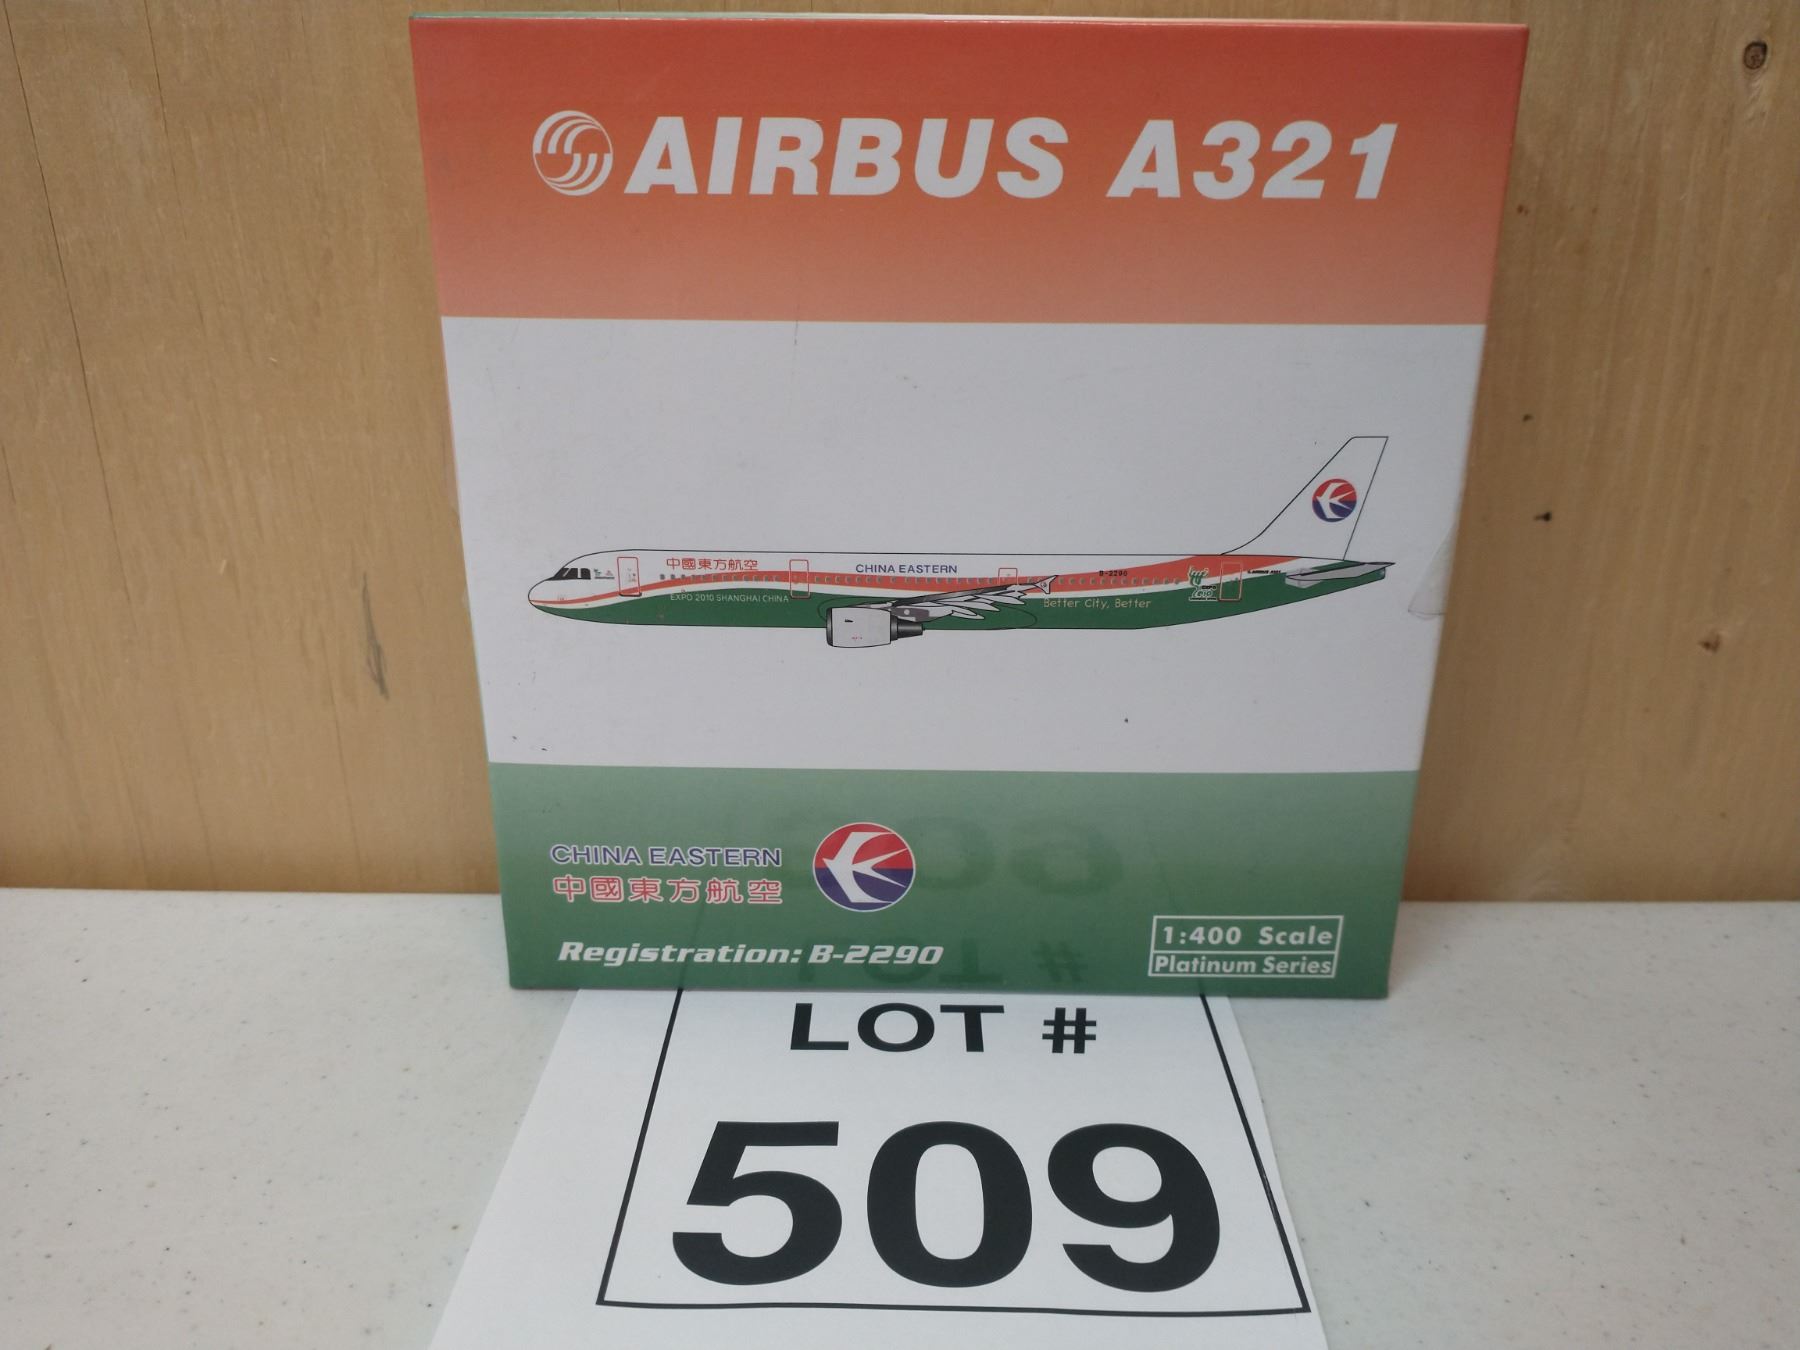 AIRBUS A321
中國東方航空
CHINA EASTERN
B-2290
EXPO 2010 SHANGHAI CHINA
Better City, Better
EXPO
CHINA EASTERN
中國東方航空
Registration: B-2290
1:400 Scale
Platinum Series
LOT #
509